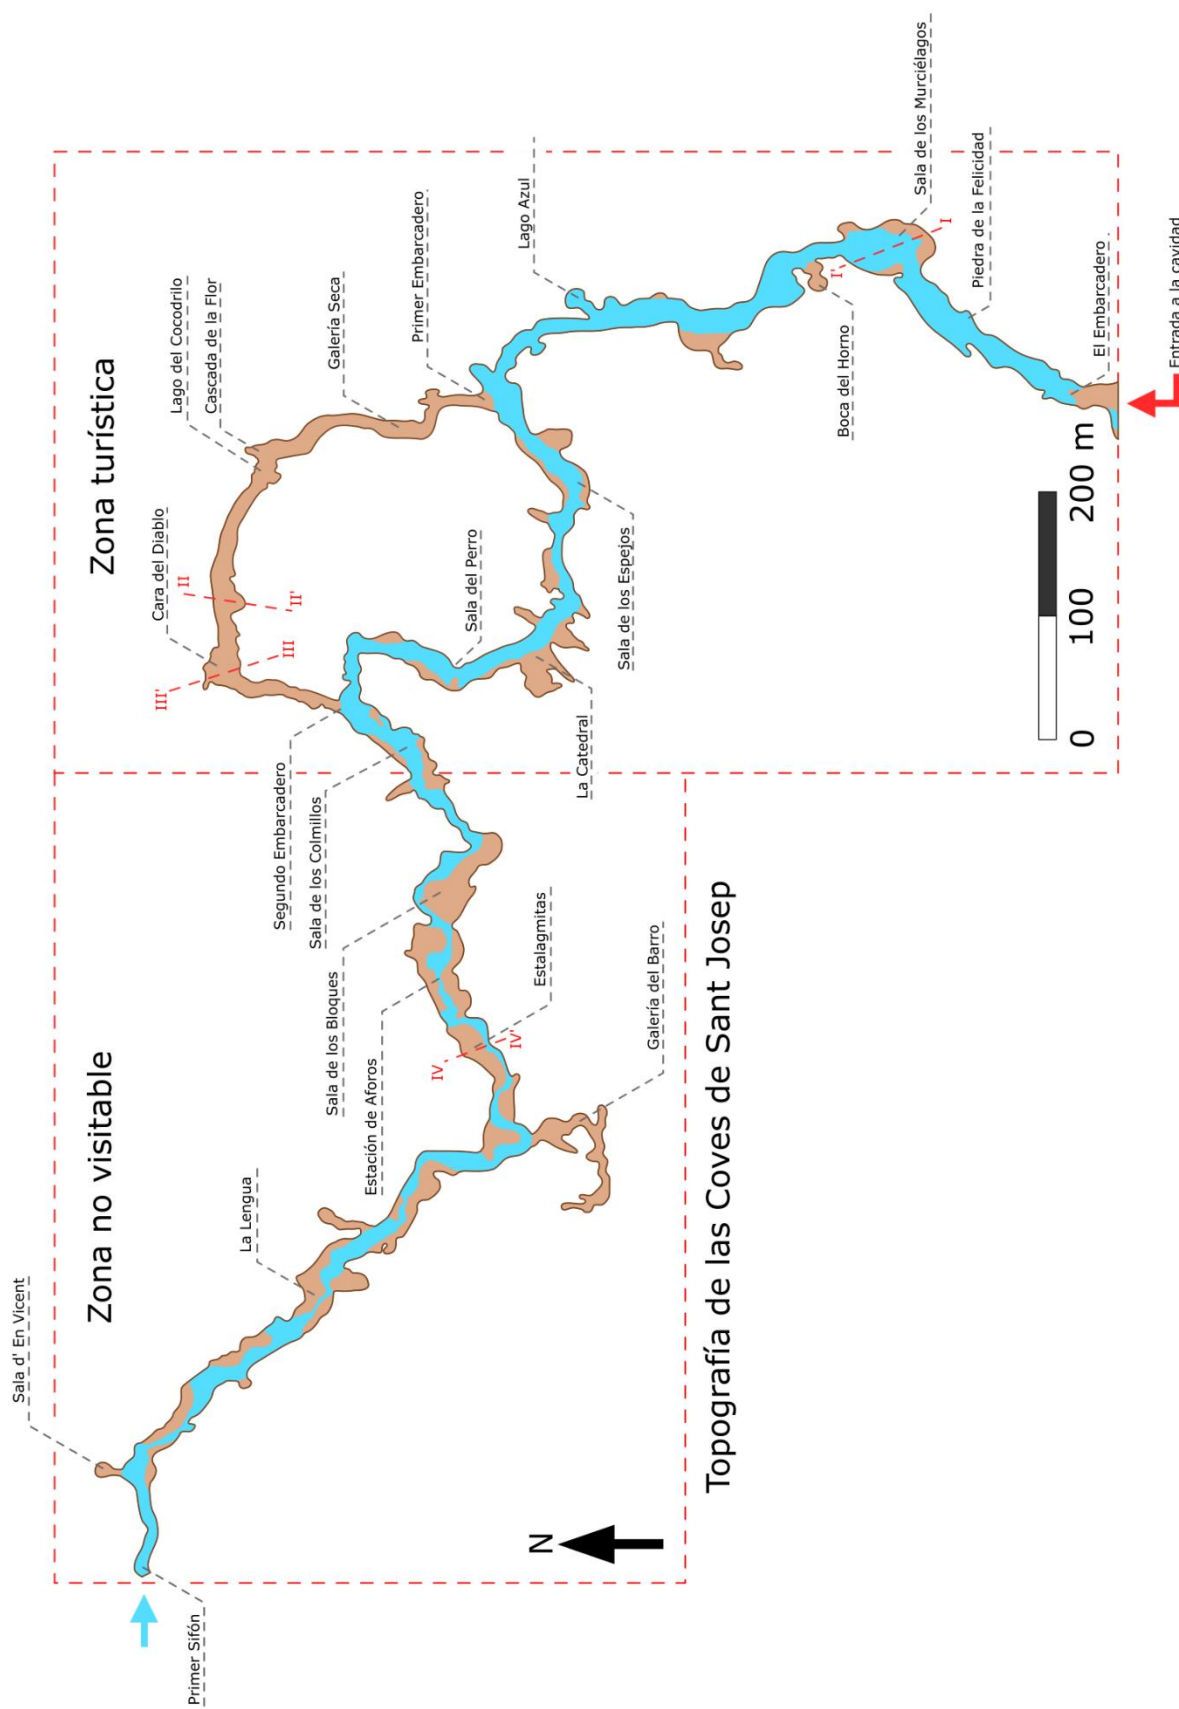 Zona no visitable
Zona turística
Sala d' En Vicent
Primer Sifón
La Lengua
Estación de Aforos
Sala de los Bloques
Sala de los Colmillos
Segundo Embarcadero
Estalagmitas
Galería del Barro
IV
IV'
Cara del Diablo
III'
III
II
II'
Lago del Cocodrilo
Cascada de la Flor
Galería Seca
Primer Embarcadero
Lago Azul
Sala del Perro
La Catedral
Sala de los Espejos
Boca del Horno
I'
I
Sala de los Murciélagos
Piedra de la Felicidad
El Embarcadero
Entrada a la cavidad
0
100
200 m
N
Topografía de las Coves de Sant Josep